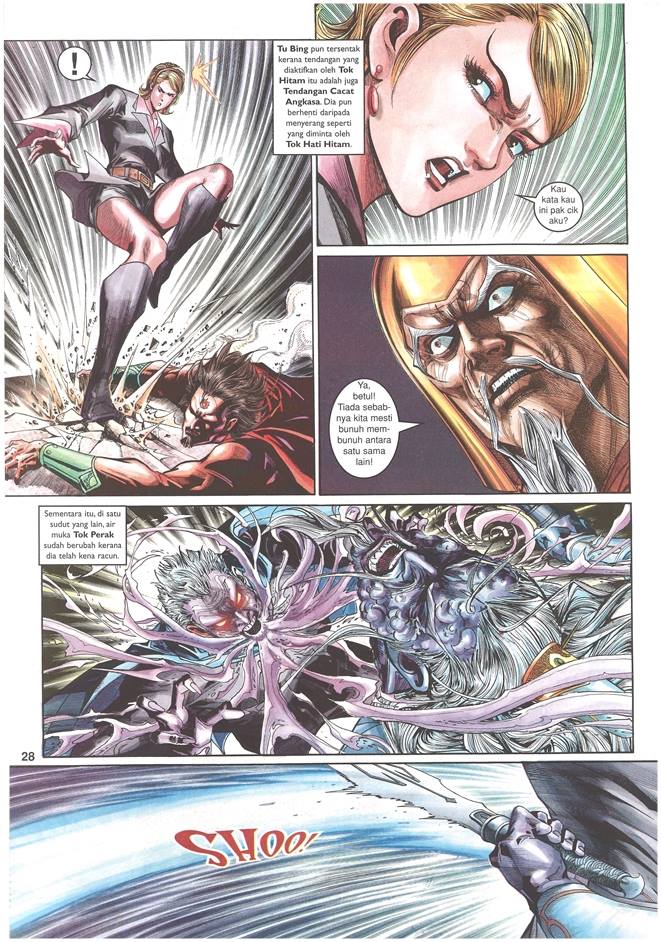 !
Tu Bing pun tersentak
kerana tendangan yang
diaktifkan oleh Tok
Hitam itu adalah juga
Tendangan Cacat
Angkasa. Dia pun
berhenti daripada
menyerang seperti
yang diminta oleh
Tok Hati Hitam.
Kau
kata kau
ini pak cik
aku?
Ya,
betul!
Tiada sebab-
nya kita mesti
bunuh mem-
bunuh antara
satu sama
lain!
Sementara itu, di satu
sudut yang lain, air
muka Tok Perak
sudah berubah kerana
dia telah kena racun.
28
SHOO!